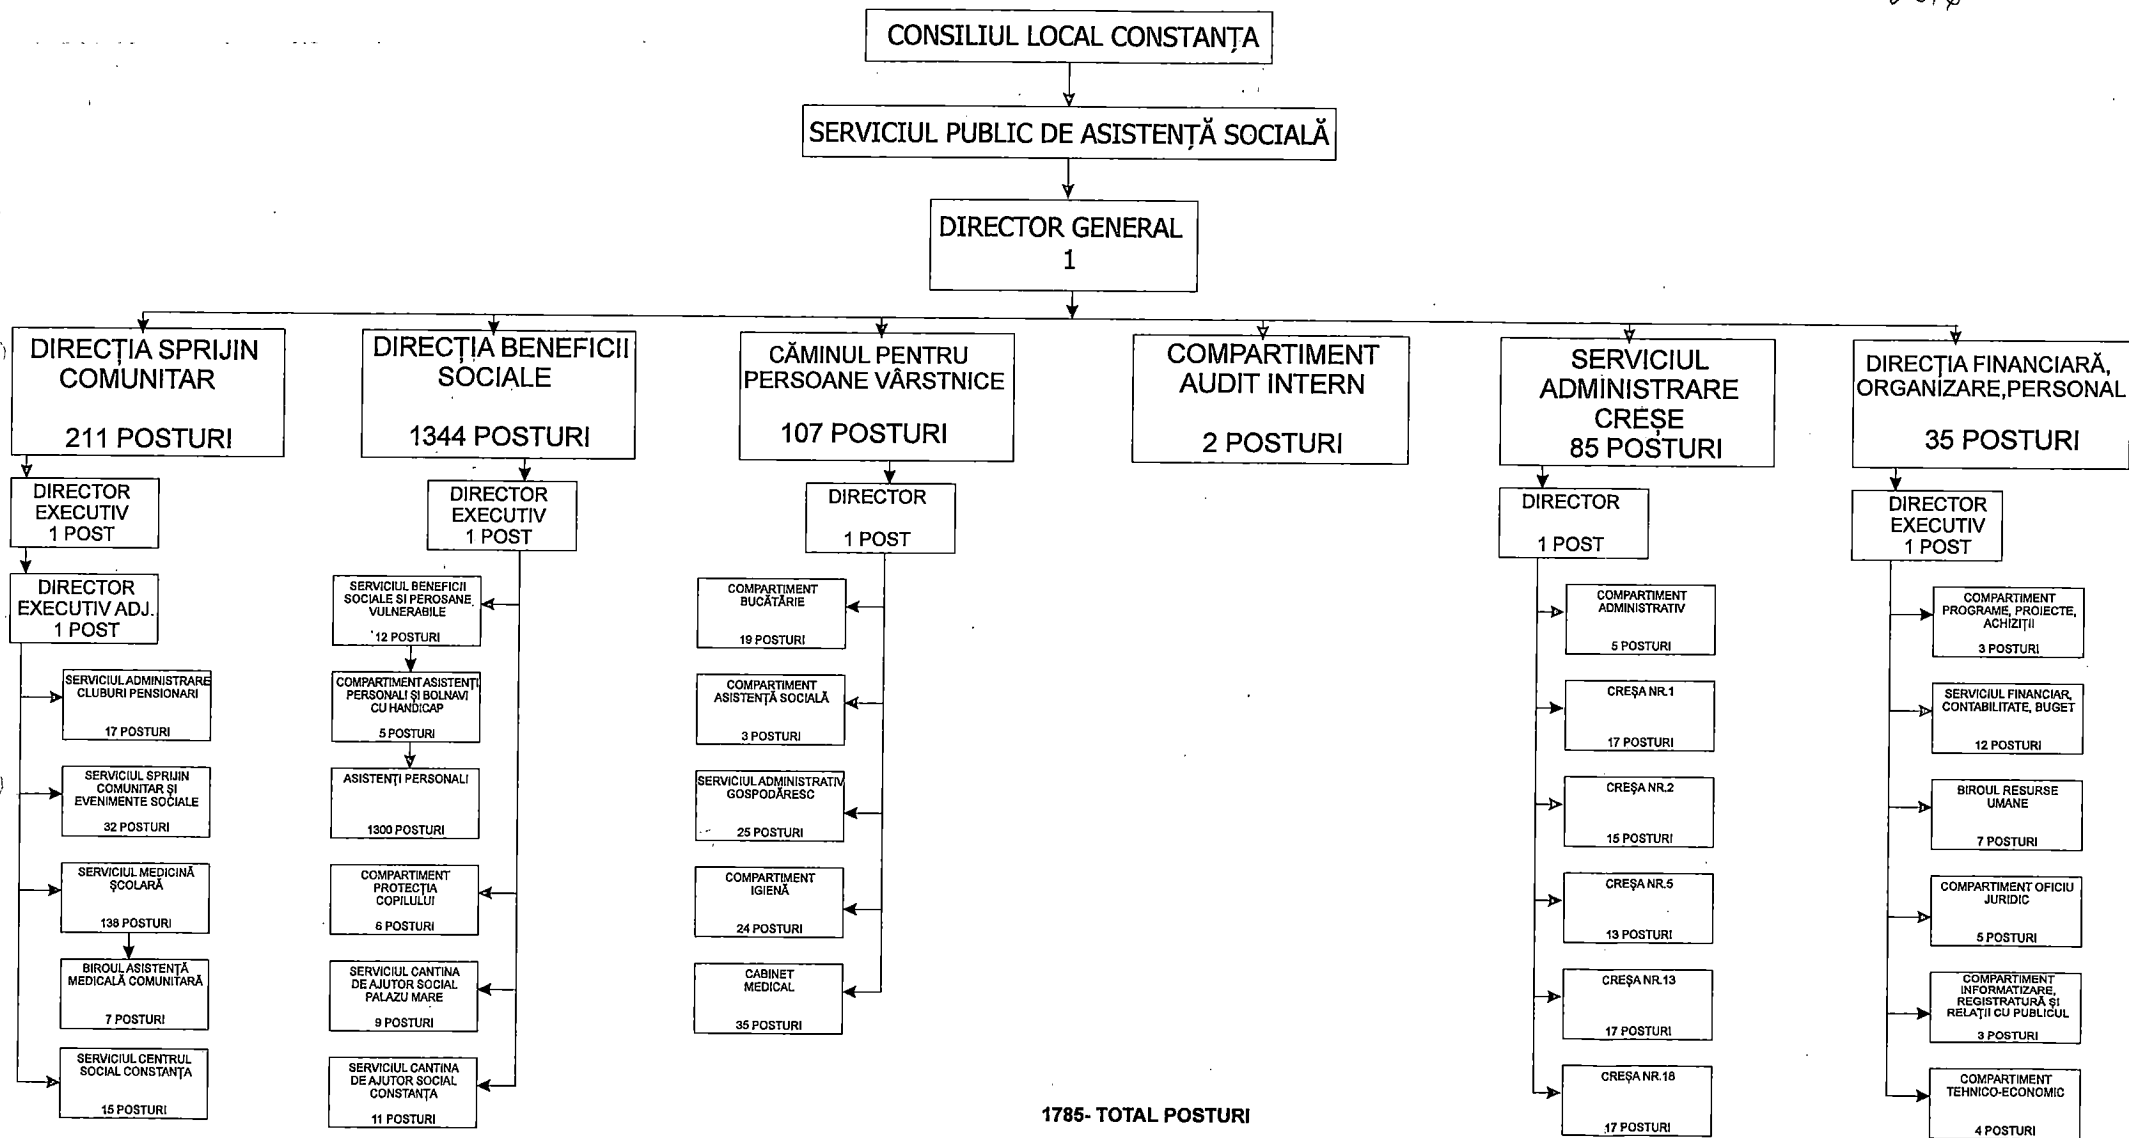 CONSILIUL LOCAL CONSTANȚA
SERVICIUL PUBLIC DE ASISTENȚĂ SOCIALĂ
DIRECTOR GENERAL
1
DIRECȚIA SPRIJIN
COMUNITAR
211 POSTURI
DIRECTOR
EXECUTIV
1 POST
DIRECTOR
EXECUTIV ADJ.
1 POST
SERVICIUL ADMINISTRARE
CLUBURI PENSIONARI
17 POSTURI
SERVICIUL SPRIJIN
COMUNITAR ȘI
EVENIMENTE SOCIALE
32 POSTURI
SERVICIUL MEDICINĂ
ȘCOLARĂ
138 POSTURI
BIROUL ASISTENȚĂ
MEDICALĂ COMUNITARĂ
7 POSTURI
SERVICIUL CENTRUL
SOCIAL CONSTANȚA
15 POSTURI
DIRECȚIA BENEFICII
SOCIALE
1344 POSTURI
DIRECTOR
EXECUTIV
1 POST
SERVICIUL BENEFICII
SOCIALE SI PEROSANE
VULNERABILE
12 POSTURI
COMPARTIMENT ASISTENȚI
PERSONALI ȘI BOLNAVI
CU HANDICAP
5 POSTURI
ASISTENȚI PERSONALI
1300 POSTURI
COMPARTIMENT
PROTECȚIA
COPILULUI
6 POSTURI
SERVICIUL CANTINA
DE AJUTOR SOCIAL
PALAZU MARE
9 POSTURI
SERVICIUL CANTINA
DE AJUTOR SOCIAL
CONSTANȚA
11 POSTURI
CĂMINUL PENTRU
PERSOANE VÂRSTNICE
107 POSTURI
DIRECTOR
1 POST
COMPARTIMENT
BUCĂTĂRIE
19 POSTURI
COMPARTIMENT
ASISTENȚĂ SOCIALĂ
3 POSTURI
SERVICIUL ADMINISTRATIV
GOSPODĂRESC
25 POSTURI
COMPARTIMENT
IGIENĂ
24 POSTURI
CABINET
MEDICAL
35 POSTURI
COMPARTIMENT
AUDIT INTERN
2 POSTURI
SERVICIUL
ADMINISTRARE
CREȘE
85 POSTURI
DIRECTOR
1 POST
COMPARTIMENT
ADMINISTRATIV
5 POSTURI
CREȘA NR.1
17 POSTURI
CREȘA NR.2
15 POSTURI
CREȘA NR.5
13 POSTURI
CREȘA NR.13
17 POSTURI
CREȘA NR.18
17 POSTURI
DIRECȚIA FINANCIARĂ,
ORGANIZARE,PERSONAL
35 POSTURI
DIRECTOR
EXECUTIV
1 POST
COMPARTIMENT
PROGRAME, PROIECTE,
ACHIZIȚII
3 POSTURI
SERVICIUL FINANCIAR,
CONTABILITATE, BUGET
12 POSTURI
BIROUL RESURSE
UMANE
7 POSTURI
COMPARTIMENT OFICIU
JURIDIC
5 POSTURI
COMPARTIMENT
INFORMATIZARE,
REGISTRATURĂ ȘI
RELAȚII CU PUBLICUL
3 POSTURI
COMPARTIMENT
TEHNICO-ECONOMIC
4 POSTURI
1785- TOTAL POSTURI